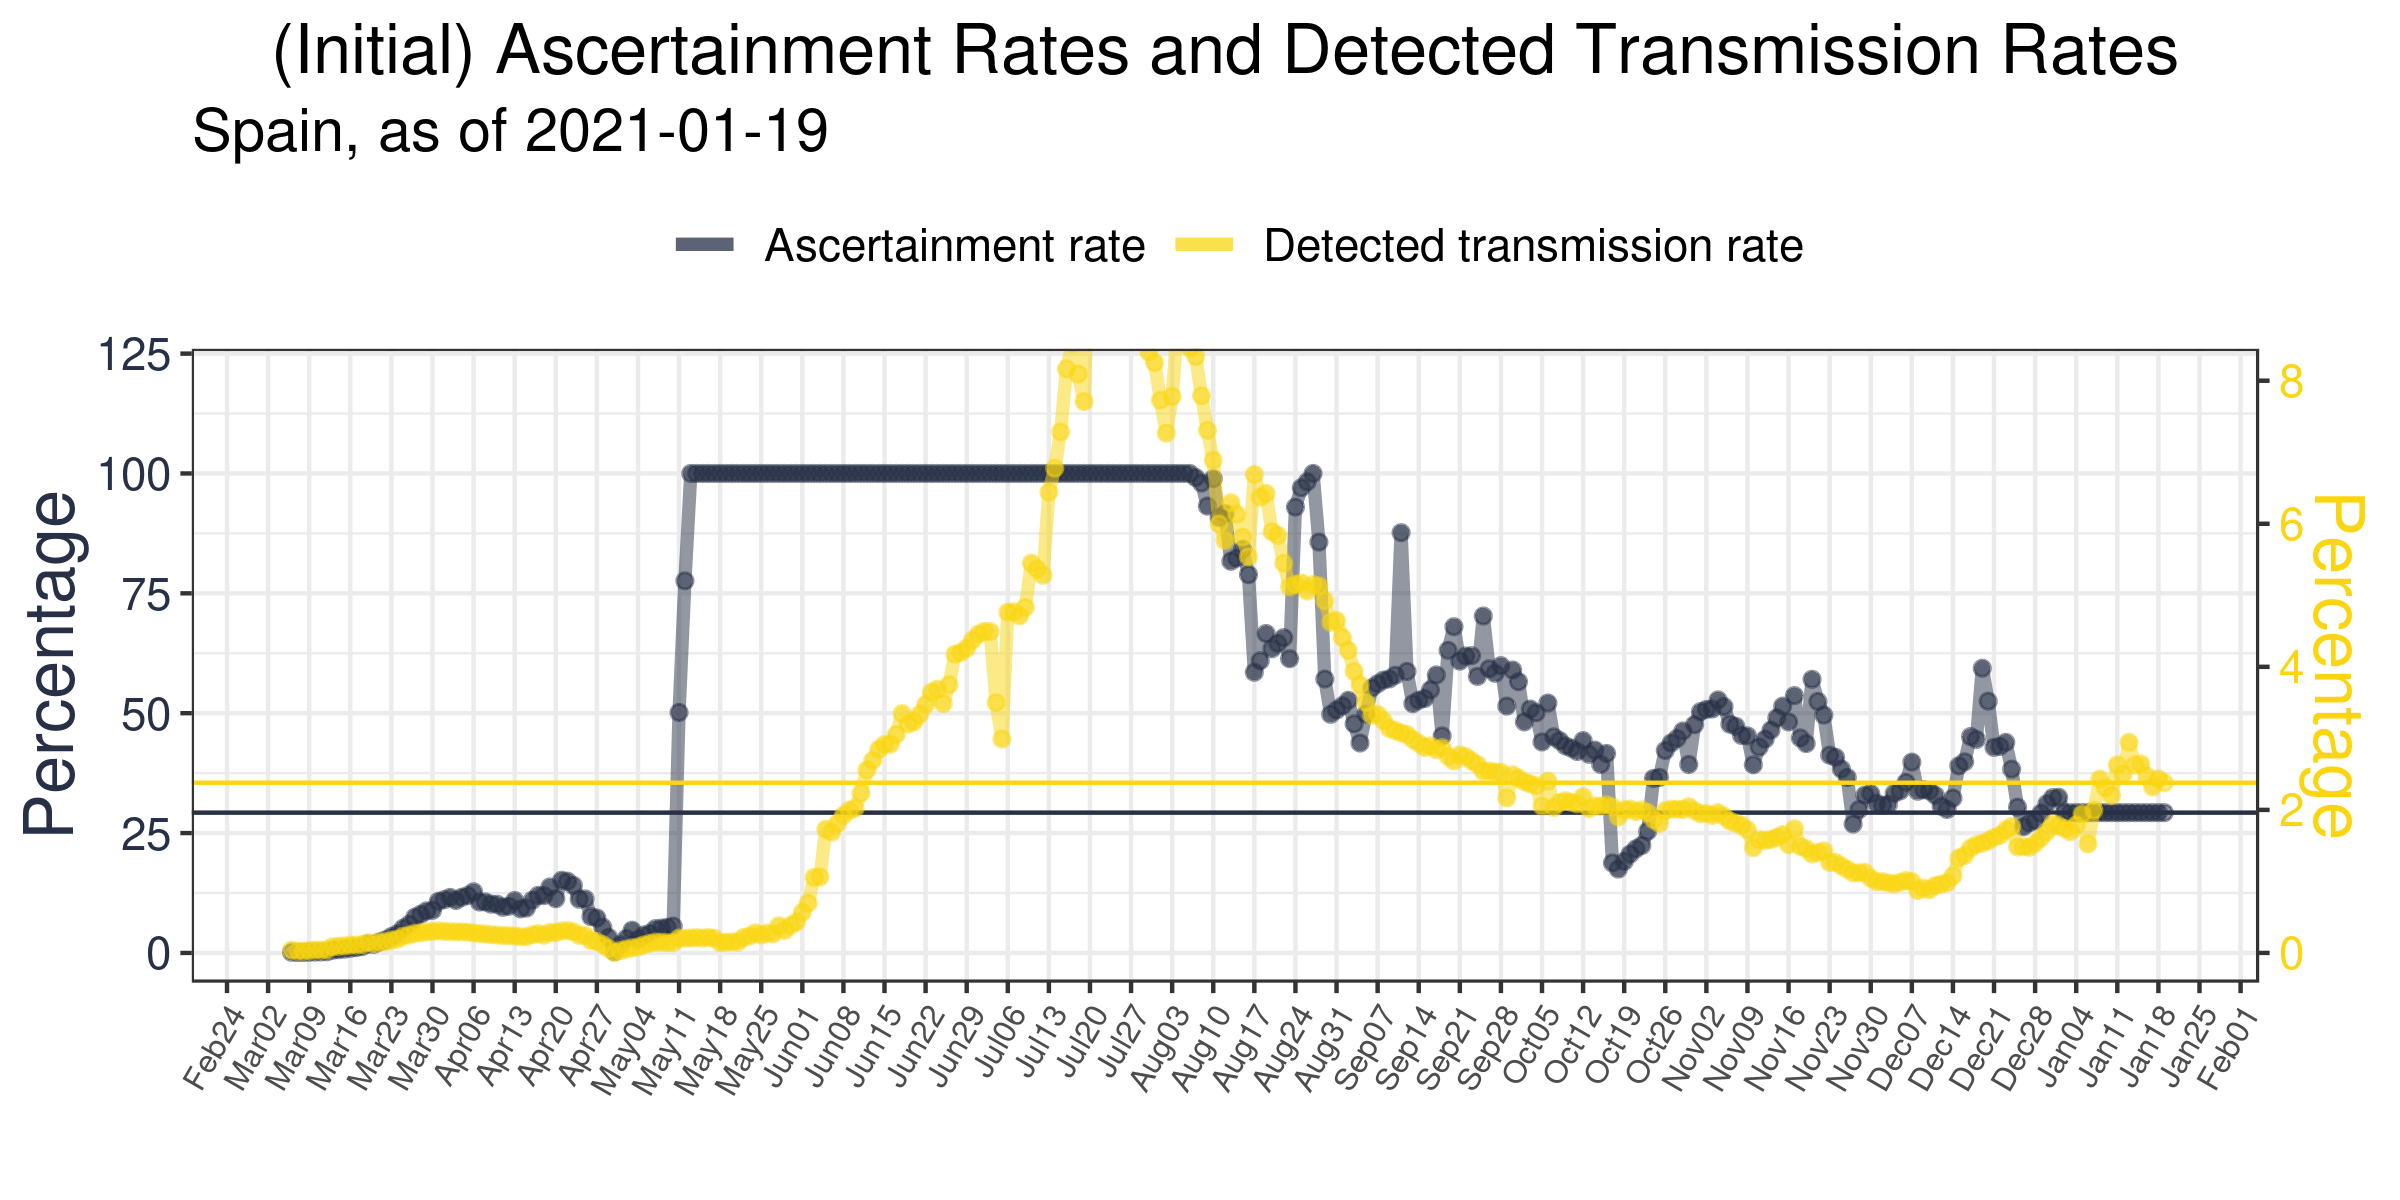 (Initial) Ascertainment Rates and Detected Transmission Rates
Spain, as of 2021-01-19
Ascertainment rate Detected transmission rate
Percentage
125
100
75
50
25
0
8
6
4
2
0
Percentage
Feb24 Mar02 Mar09 Mar16 Mar23 Mar30 Apr06 Apr13 Apr20 Apr27 May04 May11 May18 May25 Jun01 Jun08 Jun15 Jun22 Jun29 Jul06 Jul13 Jul20 Jul27 Aug03 Aug10 Aug17 Aug24 Aug31 Sep07 Sep14 Sep21 Sep28 Oct05 Oct12 Oct19 Oct26 Nov02 Nov09 Nov16 Nov23 Nov30 Dec07 Dec14 Dec21 Dec28 Jan04 Jan11 Jan18 Jan25 Feb01